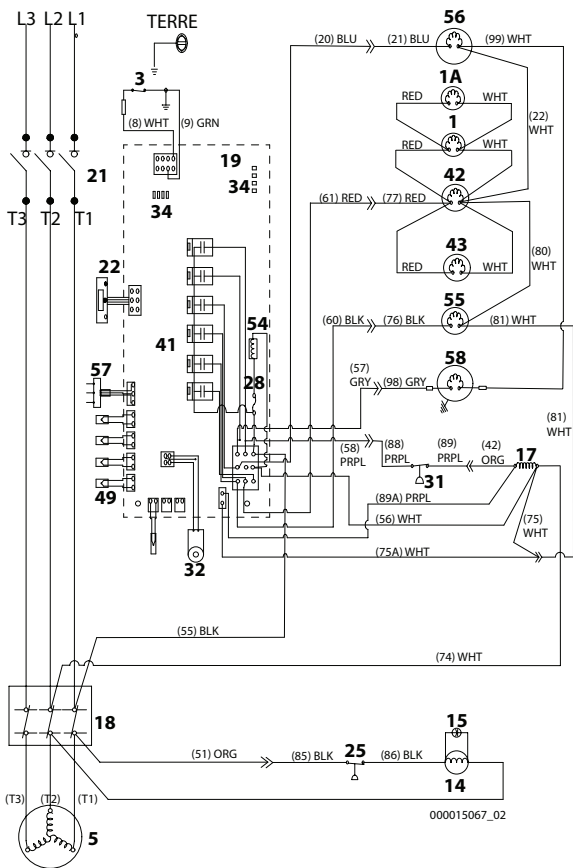 L3 L2 L1
TERRE
56
(20) BLU
(21) BLU
(99) WHT
3
1A
RED
WHT
(8) WHT
(9) GRN
(22)
WHT
1
19
RED
WHT
34
21
42
34
(61) RED
(77) RED
T3 T2 T1
22
43
(80)
WHT
RED
WHT
54
55
41
(60) BLK
(76) BLK
(81) WHT
57
28
(57)
GRY
(98) GRY
58
(81)
WHT
(58)
PRPL
(88)
PRPL
(89)
PRPL
(42)
ORG
17
31
49
(89A) PRPL
(56) WHT
(75)
WHT
32
(75A) WHT
(55) BLK
(74) WHT
18
15
(51) ORG
(85) BLK
25
(86) BLK
14
(T3)
(T2)
(T1)
000015067_02
5